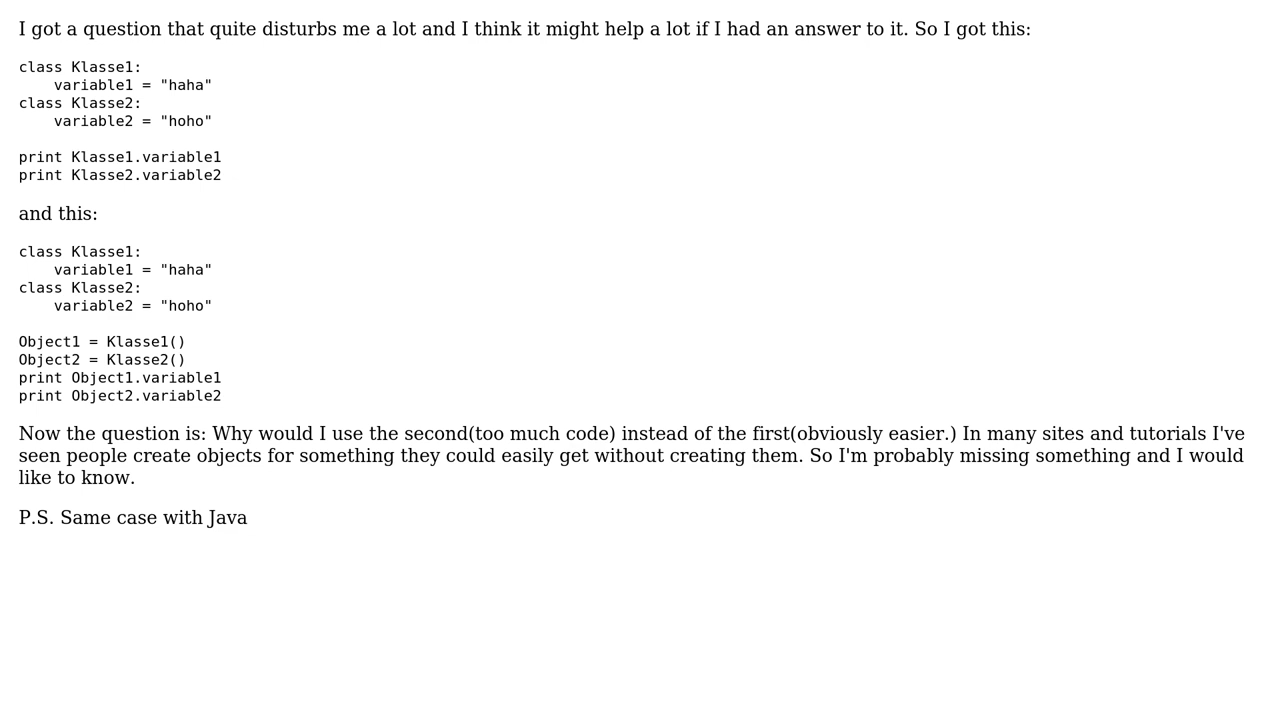 I got a question that quite disturbs me a lot and I think it might help a lot if I had an answer to it. So I got this:
class Klasse1:
    variable1 = "haha"
class Klasse2:
    variable2 = "hoho"
print Klasse1.variable1
print Klasse2.variable2
and this:
class Klasse1:
    variable1 = "haha"
class Klasse2:
    variable2 = "hoho"
Object1 = Klasse1()
Object2 = Klasse2()
print Object1.variable1
print Object2.variable2
Now the question is: Why would I use the second(too much code) instead of the first(obviously easier.) In many sites and tutorials I've
seen people create objects for something they could easily get without creating them. So I'm probably missing something and I would
like to know.
P.S. Same case with Java